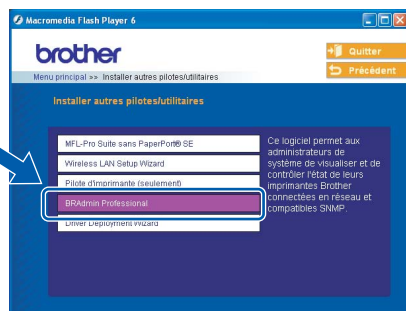 Macromedia Flash Player 6
brother
Quitter
Précédent
Menu principal »» Installer autres pilotes/utilitaires
Installer autres pilotes/utilitaires
MFL-Pro Suite sans PaperPort® SE
Wireless LAN Setup Wizard
Pilote d'imprimante (seulement)
BRAdmin Professional
Driver Deployment Wizard
Ce logiciel permet aux
administrateurs de
système de visualiser et de
contrôler l'état de leurs
imprimantes Brother
connectées en réseau et
compatibles SNMP.